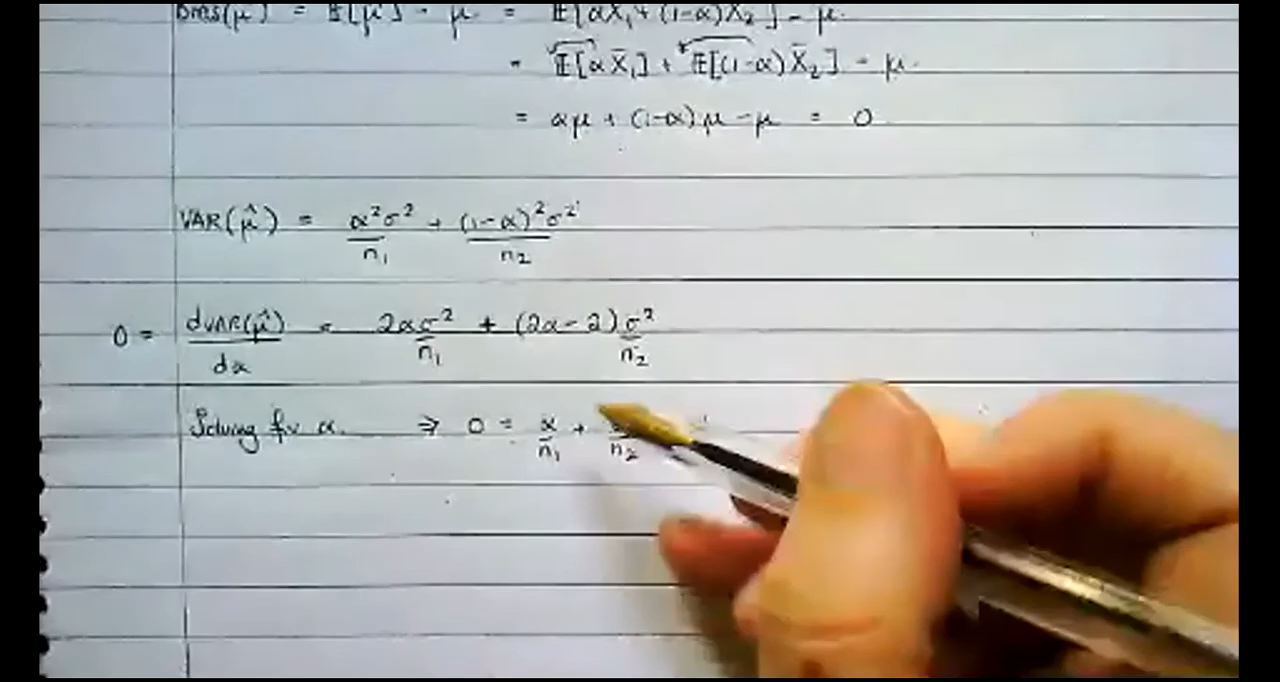 Bias(μ̂) = E[μ̂] - μ = E[αX̄₁ + (1-α)X̄₂] - μ.
= E[αX̄₁] + E[(1-α)X̄₂] - μ.
= αμ + (1-α)μ - μ = 0
VAR(μ̂) = α²σ²/n₁ + (1-α)²σ²/n₂
0 = dVAR(μ̂)/dα = 2ασ²/n₁ + (2α-2)σ²/n₂
Solving for α. ⇒ 0 = α/n₁ + /n₂